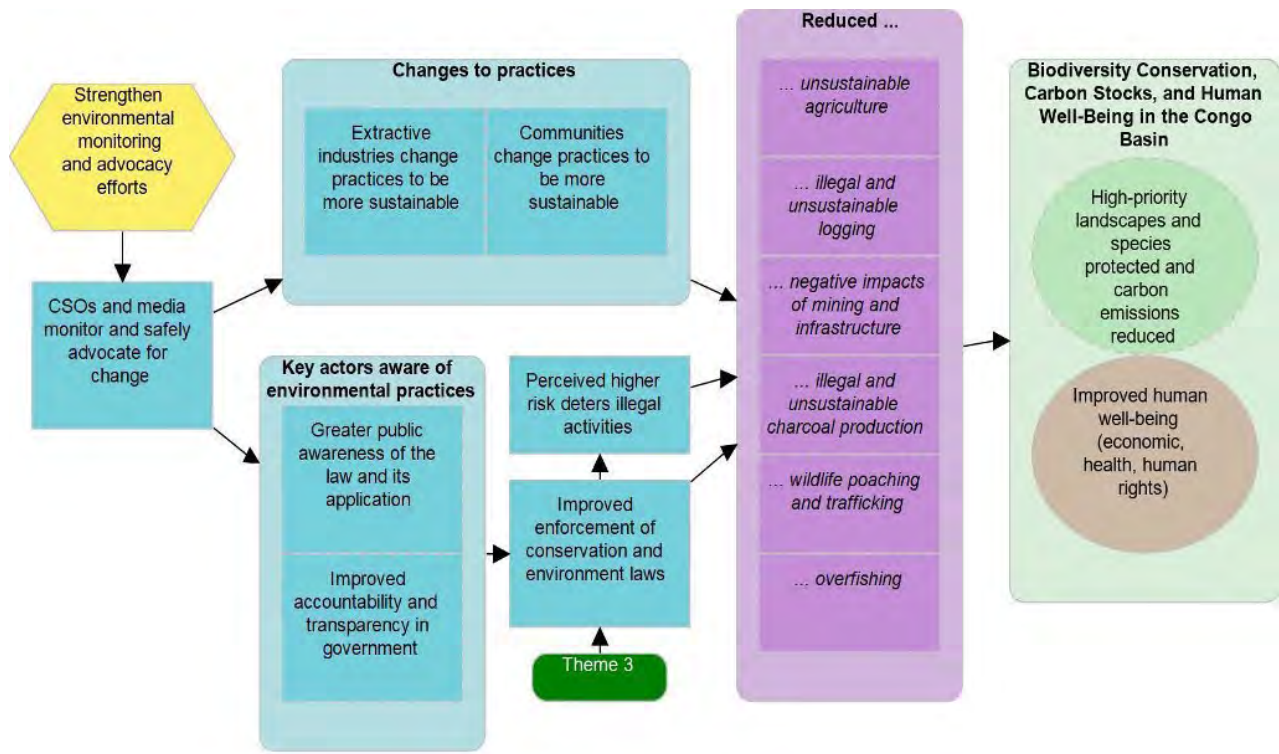 Strengthen
environmental
monitoring
and advocacy
efforts
CSOs and media
monitor and safely
advocate for
change
Changes to practices
Extractive
industries change
practices to be
more sustainable
Communities
change practices to
be more
sustainable
Key actors aware of
environmental practices
Greater public
awareness of the
law and its
application
Improved
accountability and
transparency in
government
Perceived higher
risk deters illegal
activities
Improved
enforcement of
conservation and
environment laws
Theme 3
Reduced ...
... unsustainable
agriculture
... illegal and
unsustainable
logging
... negative impacts
of mining and
infrastructure
... illegal and
unsustainable
charcoal production
... wildlife poaching
and trafficking
... overfishing
Biodiversity Conservation,
Carbon Stocks, and Human
Well-Being in the Congo
Basin
High-priority
landscapes and
species
protected and
carbon
emissions
reduced
Improved human
well-being
(economic,
health, human
rights)